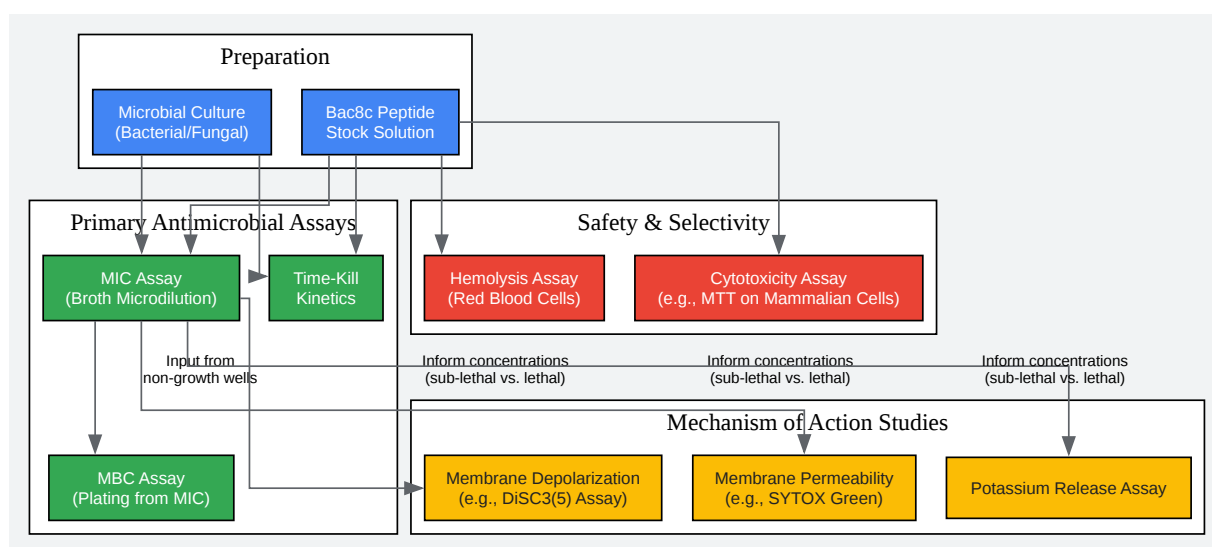 Preparation
Microbial Culture
(Bacterial/Fungal)
Bac8c Peptide
Stock Solution
Primary Antimicrobial Assays
Safety & Selectivity
MIC Assay
(Broth Microdilution)
Time-Kill
Kinetics
Hemolysis Assay
(Red Blood Cells)
Cytotoxicity Assay
(e.g., MTT on Mammalian Cells)
Input from
non-growth wells
Inform concentrations
(sub-lethal vs. lethal)
Inform concentrations
(sub-lethal vs. lethal)
Inform concentrations
(sub-lethal vs. lethal)
Mechanism of Action Studies
MBC Assay
(Plating from MIC)
Membrane Depolarization
(e.g., DiSC3(5) Assay)
Membrane Permeability
(e.g., SYTOX Green)
Potassium Release Assay